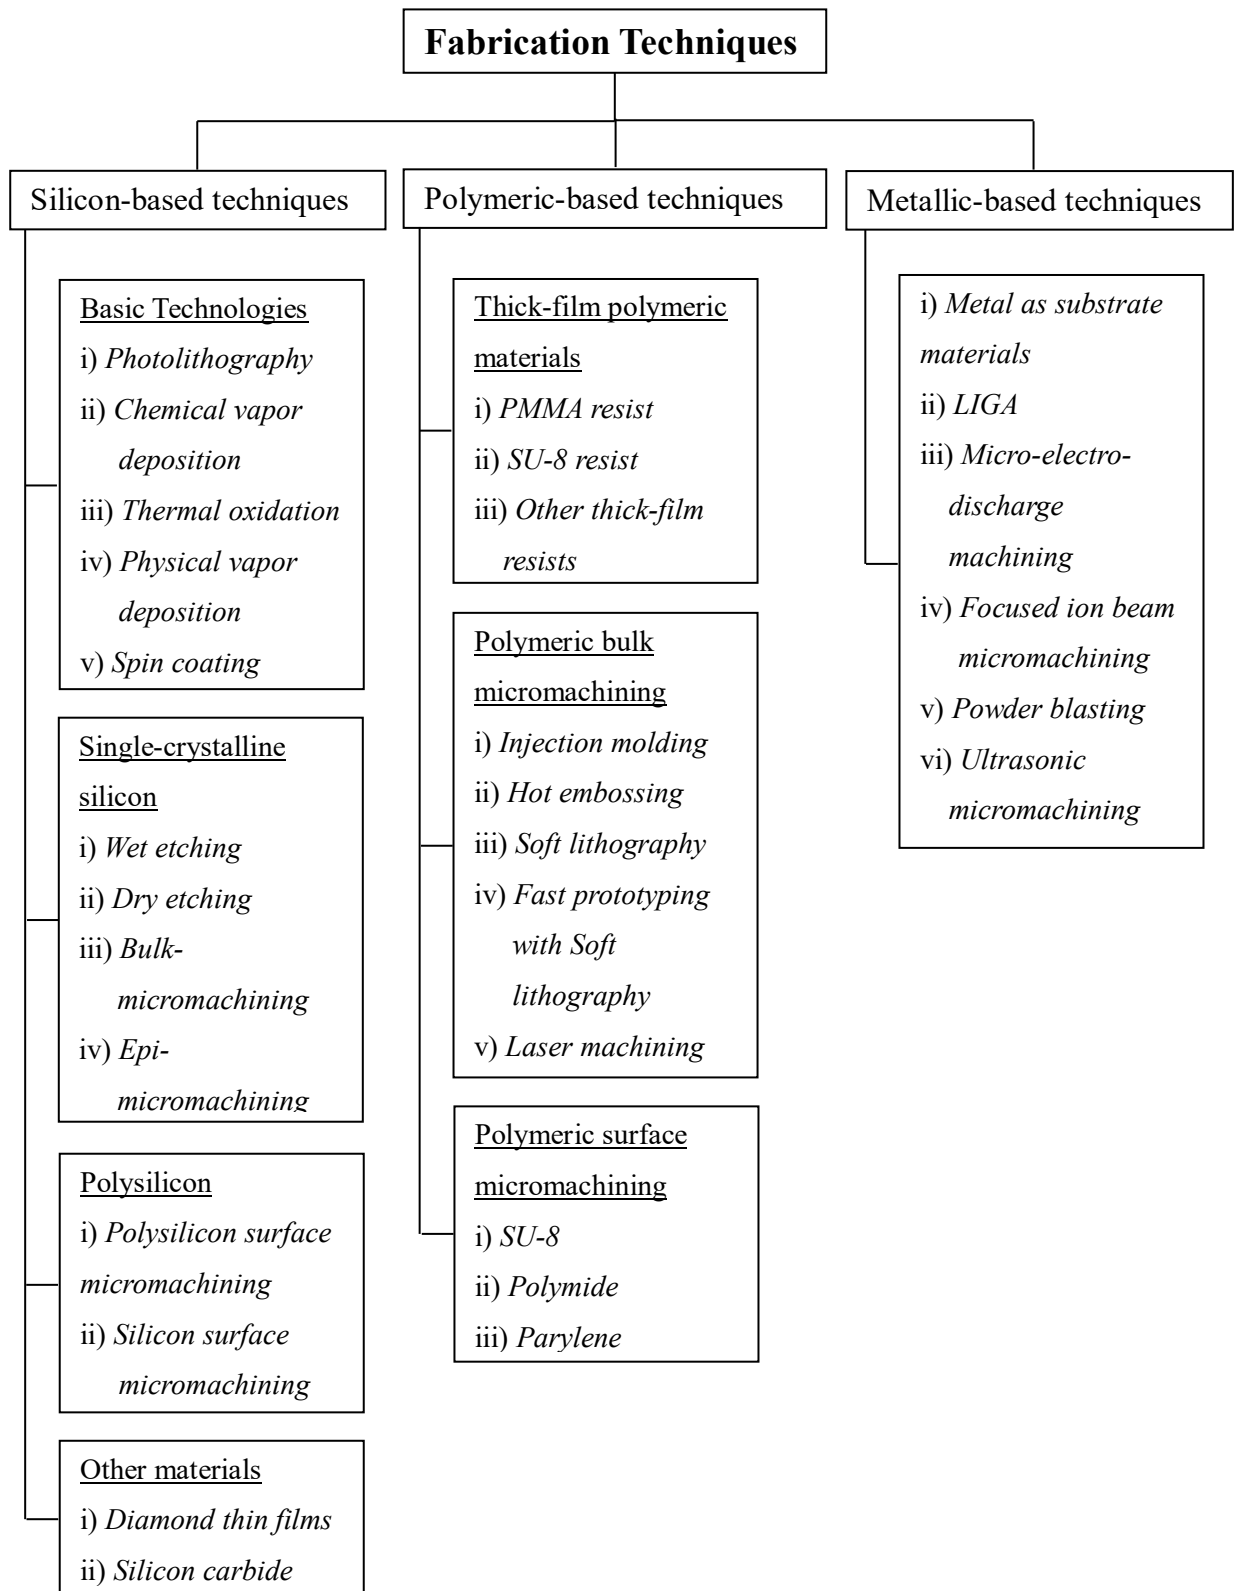 Fabrication Techniques
Silicon-based techniques
Basic Technologies
i) Photolithography
ii) Chemical vapor
deposition
iii) Thermal oxidation
iv) Physical vapor
deposition
v) Spin coating
Single-crystalline
silicon
i) Wet etching
ii) Dry etching
iii) Bulk-
micromachining
iv) Epi-
micromachining
Polysilicon
i) Polysilicon surface
micromachining
ii) Silicon surface
micromachining
Other materials
i) Diamond thin films
ii) Silicon carbide
Polymeric-based techniques
Thick-film polymeric
materials
i) PMMA resist
ii) SU-8 resist
iii) Other thick-film
resists
Polymeric bulk
micromachining
i) Injection molding
ii) Hot embossing
iii) Soft lithography
iv) Fast prototyping
with Soft
lithography
v) Laser machining
Polymeric surface
micromachining
i) SU-8
ii) Polymide
iii) Parylene
Metallic-based techniques
i) Metal as substrate
materials
ii) LIGA
iii) Micro-electro-
discharge
machining
iv) Focused ion beam
micromachining
v) Powder blasting
vi) Ultrasonic
micromachining